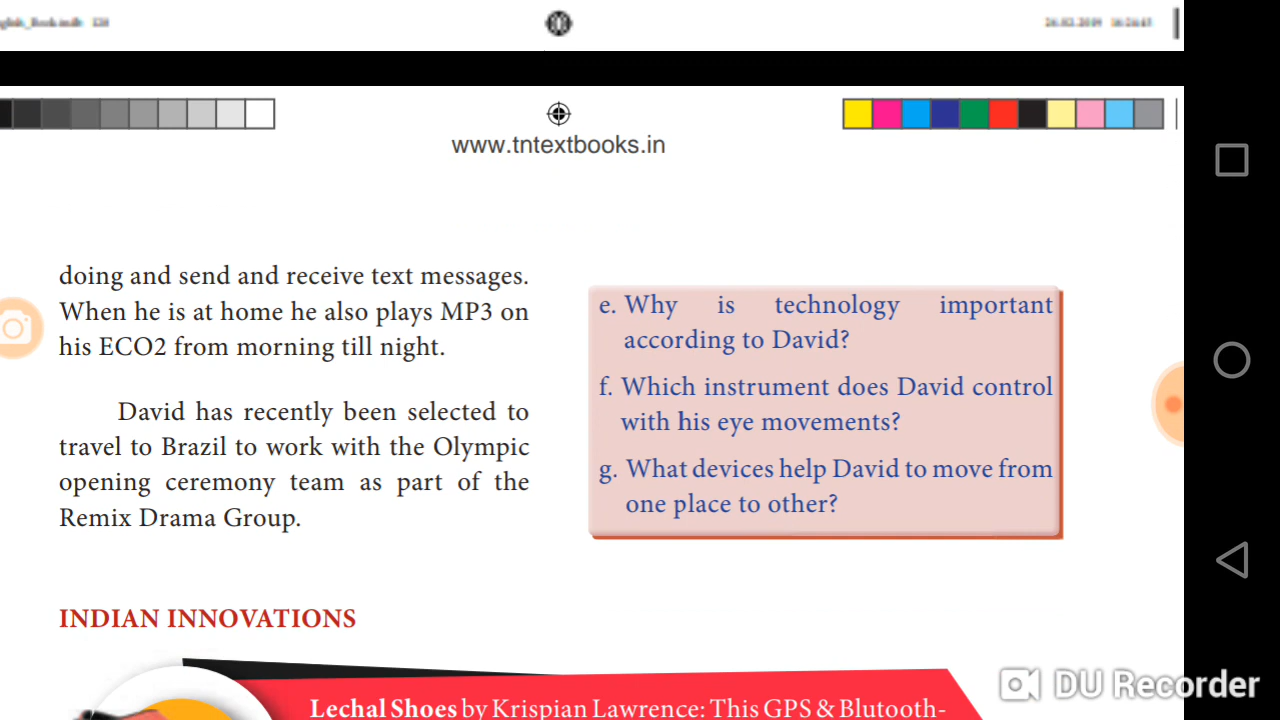 www.tntextbooks.in
doing and send and receive text messages.
When he is at home he also plays MP3 on
his ECO2 from morning till night.
David has recently been selected to
travel to Brazil to work with the Olympic
opening ceremony team as part of the
Remix Drama Group.
e. Why is technology important
according to David?
f. Which instrument does David control
with his eye movements?
g. What devices help David to move from
one place to other?
INDIAN INNOVATIONS
Lechal Shoes by Krispian Lawrence: This GPS & Blutooth-
DU Recorder